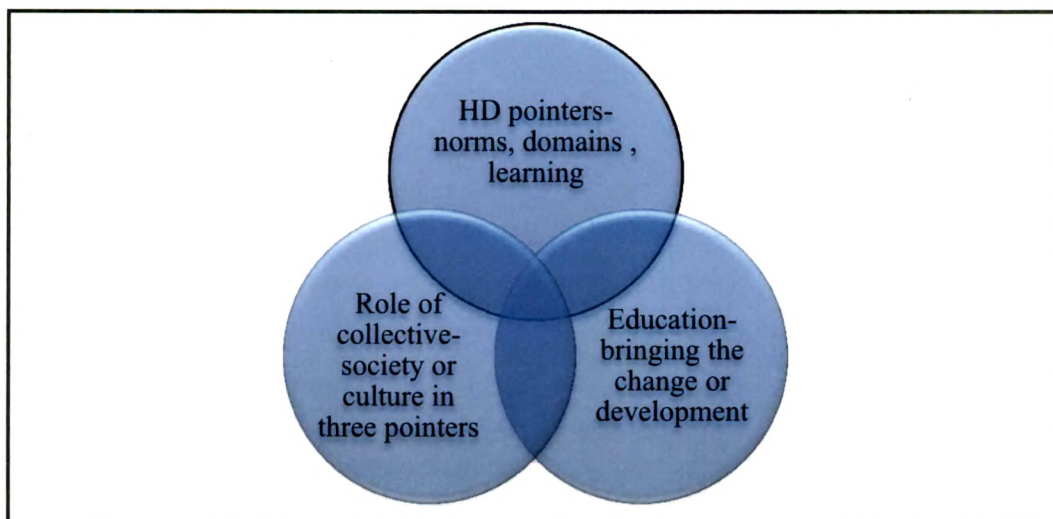 HD pointers-
norms, domains ,
learning
Role of
collective-
society or
culture in
three pointers
Education-
bringing the
change or
development